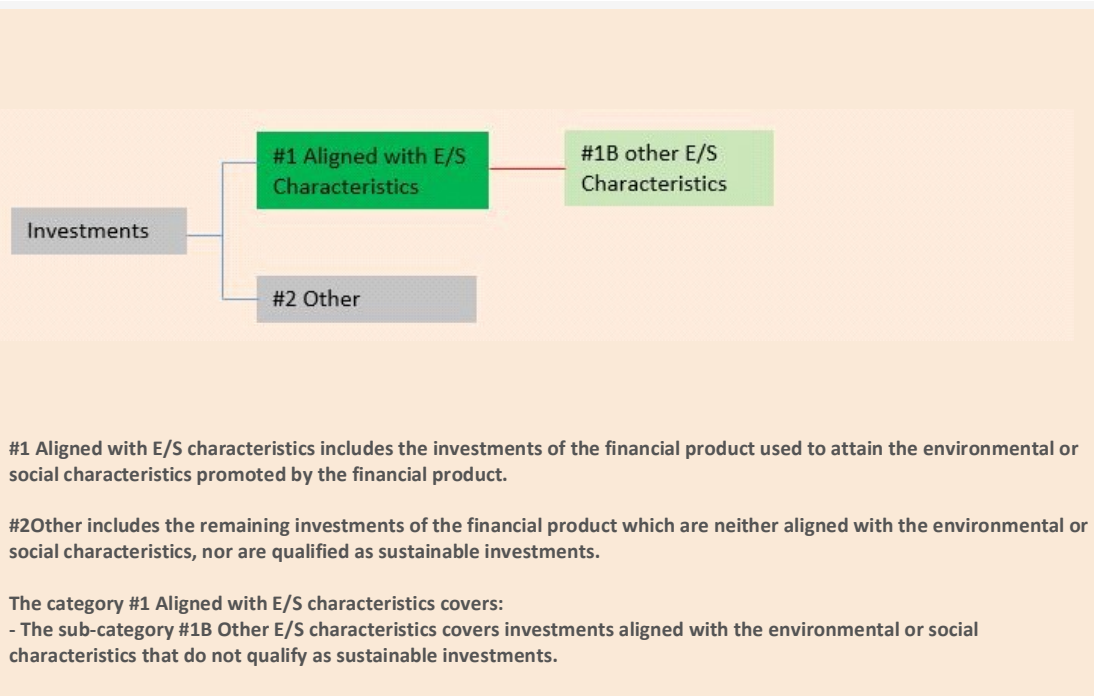 #1 Aligned with E/S
Characteristics
#1B other E/S
Characteristics
Investments
#2 Other
#1 Aligned with E/S characteristics includes the investments of the financial product used to attain the environmental or
social characteristics promoted by the financial product.
#2Other includes the remaining investments of the financial product which are neither aligned with the environmental or
social characteristics, nor are qualified as sustainable investments.
The category #1 Aligned with E/S characteristics covers:
- The sub-category #1B Other E/S characteristics covers investments aligned with the environmental or social
characteristics that do not qualify as sustainable investments.